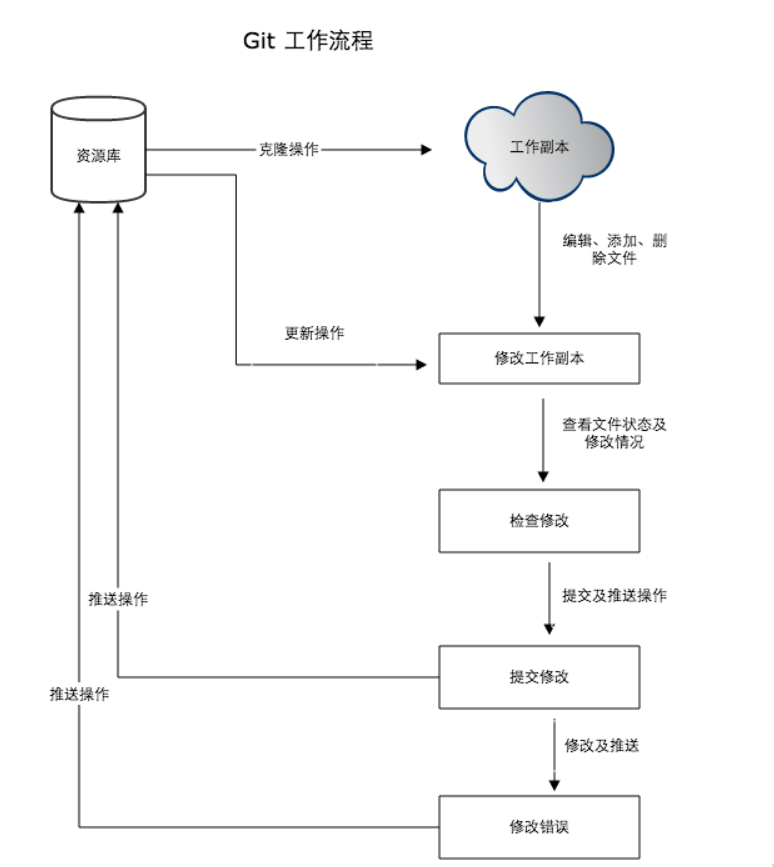 Git 工作流程
资源库
克隆操作
工作副本
编辑、添加、删
除文件
更新操作
修改工作副本
查看文件状态及
修改情况
检查修改
推送操作
提交及推送操作
提交修改
推送操作
修改及推送
修改错误